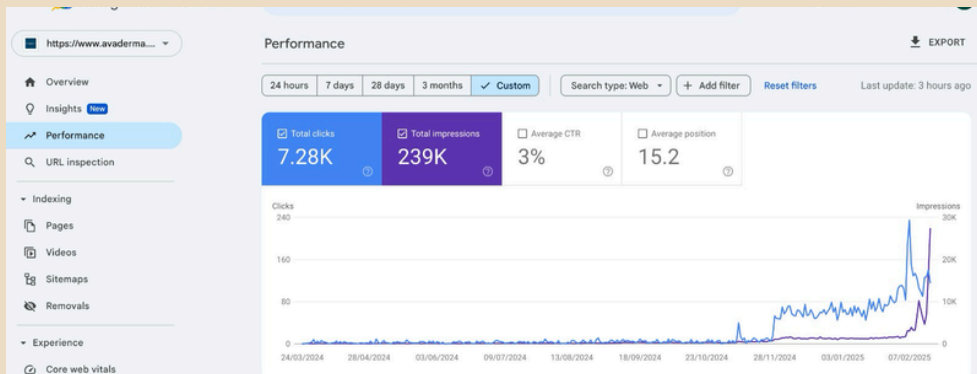 https://www.avaderma....
Performance
EXPORT
24 hours 7 days 28 days 3 months Custom Search type: Web + Add filter Reset filters Last update: 3 hours ago
Overview
Insights New
Performance
URL inspection
Indexing
Pages
Videos
Sitemaps
Removals
Experience
Core web vitals
Total clicks
7.28K
Total impressions
239K
Average CTR
3%
Average position
15.2
Clicks
Impressions
240
160
80
0
30K
20K
10K
0
24/03/2024 28/04/2024 03/06/2024 09/07/2024 13/08/2024 18/09/2024 23/10/2024 28/11/2024 03/01/2025 07/02/2025